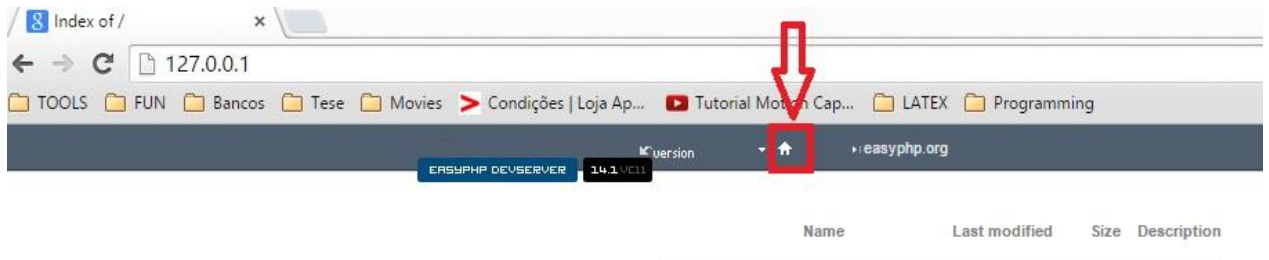 Index of /
127.0.0.1
TOOLS FUN Bancos Tese Movies Condições | Loja Ap... Tutorial Motion Cap... LATEX Programming
version easyphp.org
EASYPHP DEVSERVER 14.1 VC11
Name Last modified Size Description